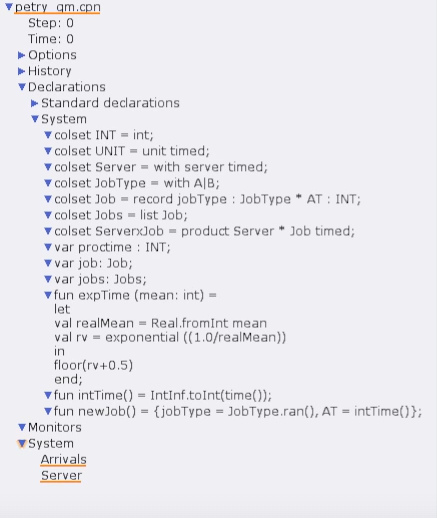 petry_qm.cpn
Step: 0
Time: 0
Options
History
Declarations
Standard declarations
System
colset INT = int;
colset UNIT = unit timed;
colset Server = with server timed;
colset JobType = with A|B;
colset Job = record jobType : JobType * AT : INT;
colset Jobs = list Job;
colset ServerxJob = product Server * Job timed;
var proctime : INT;
var job: Job;
var jobs: Jobs;
fun expTime (mean: int) =
let
val realMean = Real.fromInt mean
val rv = exponential ((1.0/realMean))
in
floor(rv+0.5)
end;
fun intTime() = IntInf.toInt(time());
fun newJob() = {jobType = JobType.ran(), AT = intTime()};
Monitors
System
Arrivals
Server